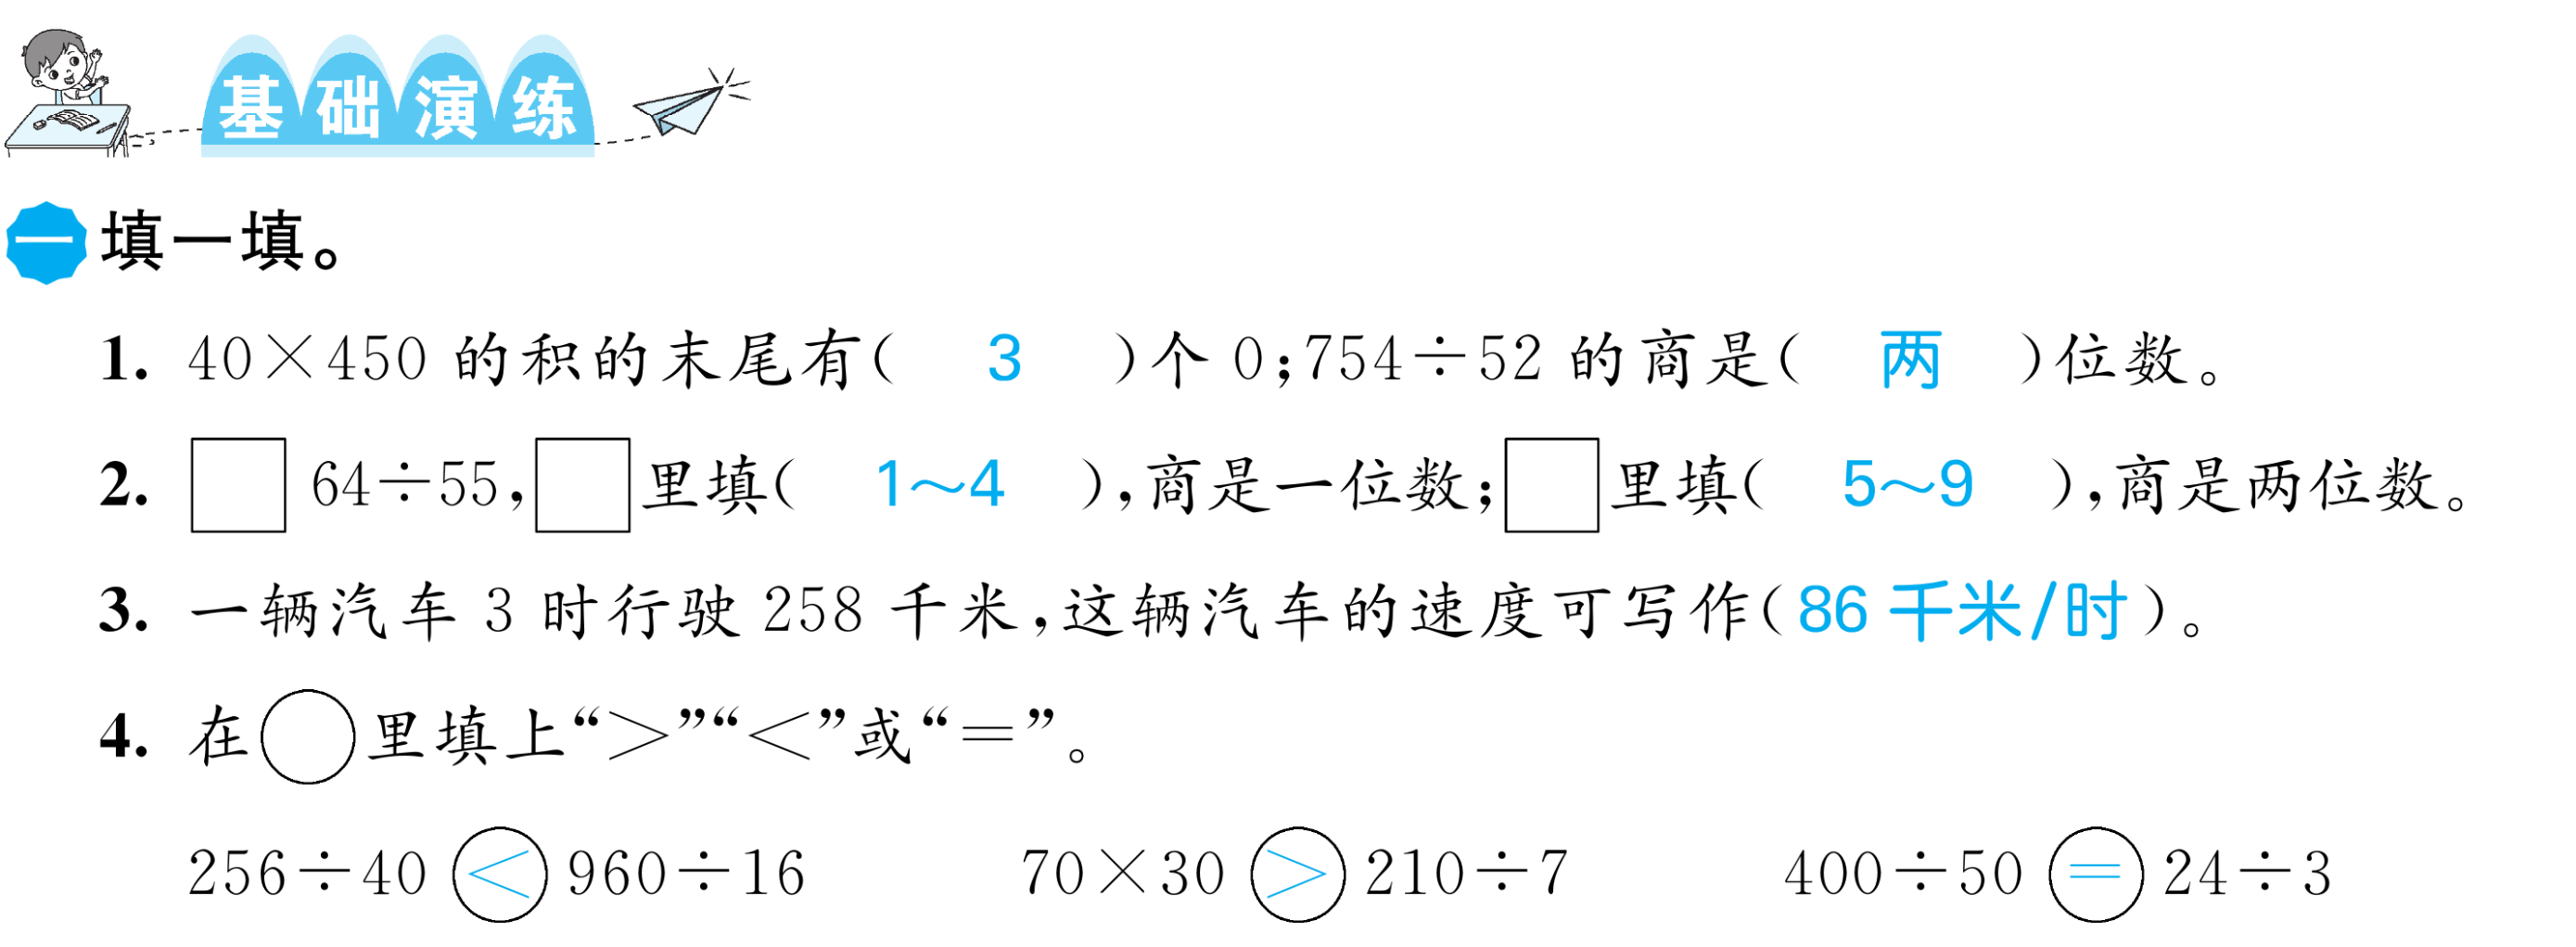 基础演练
一 填一填。
1. 40×450 的积的末尾有( 3 )个 0;754÷52 的商是( 两 )位数。
2. □ 64÷55,□里填( 1～4 ),商是一位数;□里填( 5～9 ),商是两位数。
3. 一辆汽车 3 时行驶 258 千米,这辆汽车的速度可写作(86 千米/时)。
4. 在○里填上“>”“<”或“=”。
256÷40 < 960÷16 70×30 > 210÷7 400÷50 = 24÷3